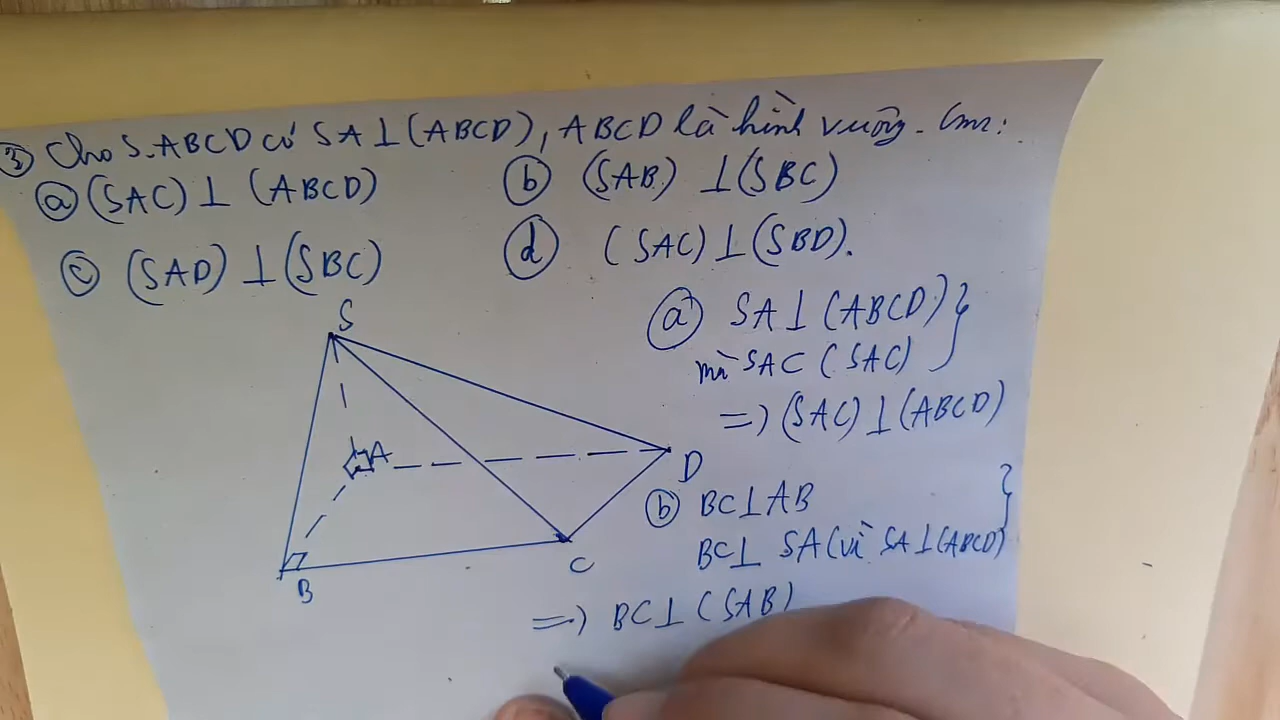 ③ Cho S.ABCD có SA⊥(ABCD), ABCD là hình vuông. Cmr:
ⓐ (SAC)⊥(ABCD) ⓑ (SAB)⊥(SBC)
ⓒ (SAD)⊥(SBC) ⓓ (SAC)⊥(SBD).
S
A
D
B
C
ⓐ SA⊥(ABCD)
mà SA⊂(SAC)
=) (SAC)⊥(ABCD)
ⓑ BC⊥AB
BC⊥ SA(vì SA⊥(ABCD)
=) BC⊥(SAB)